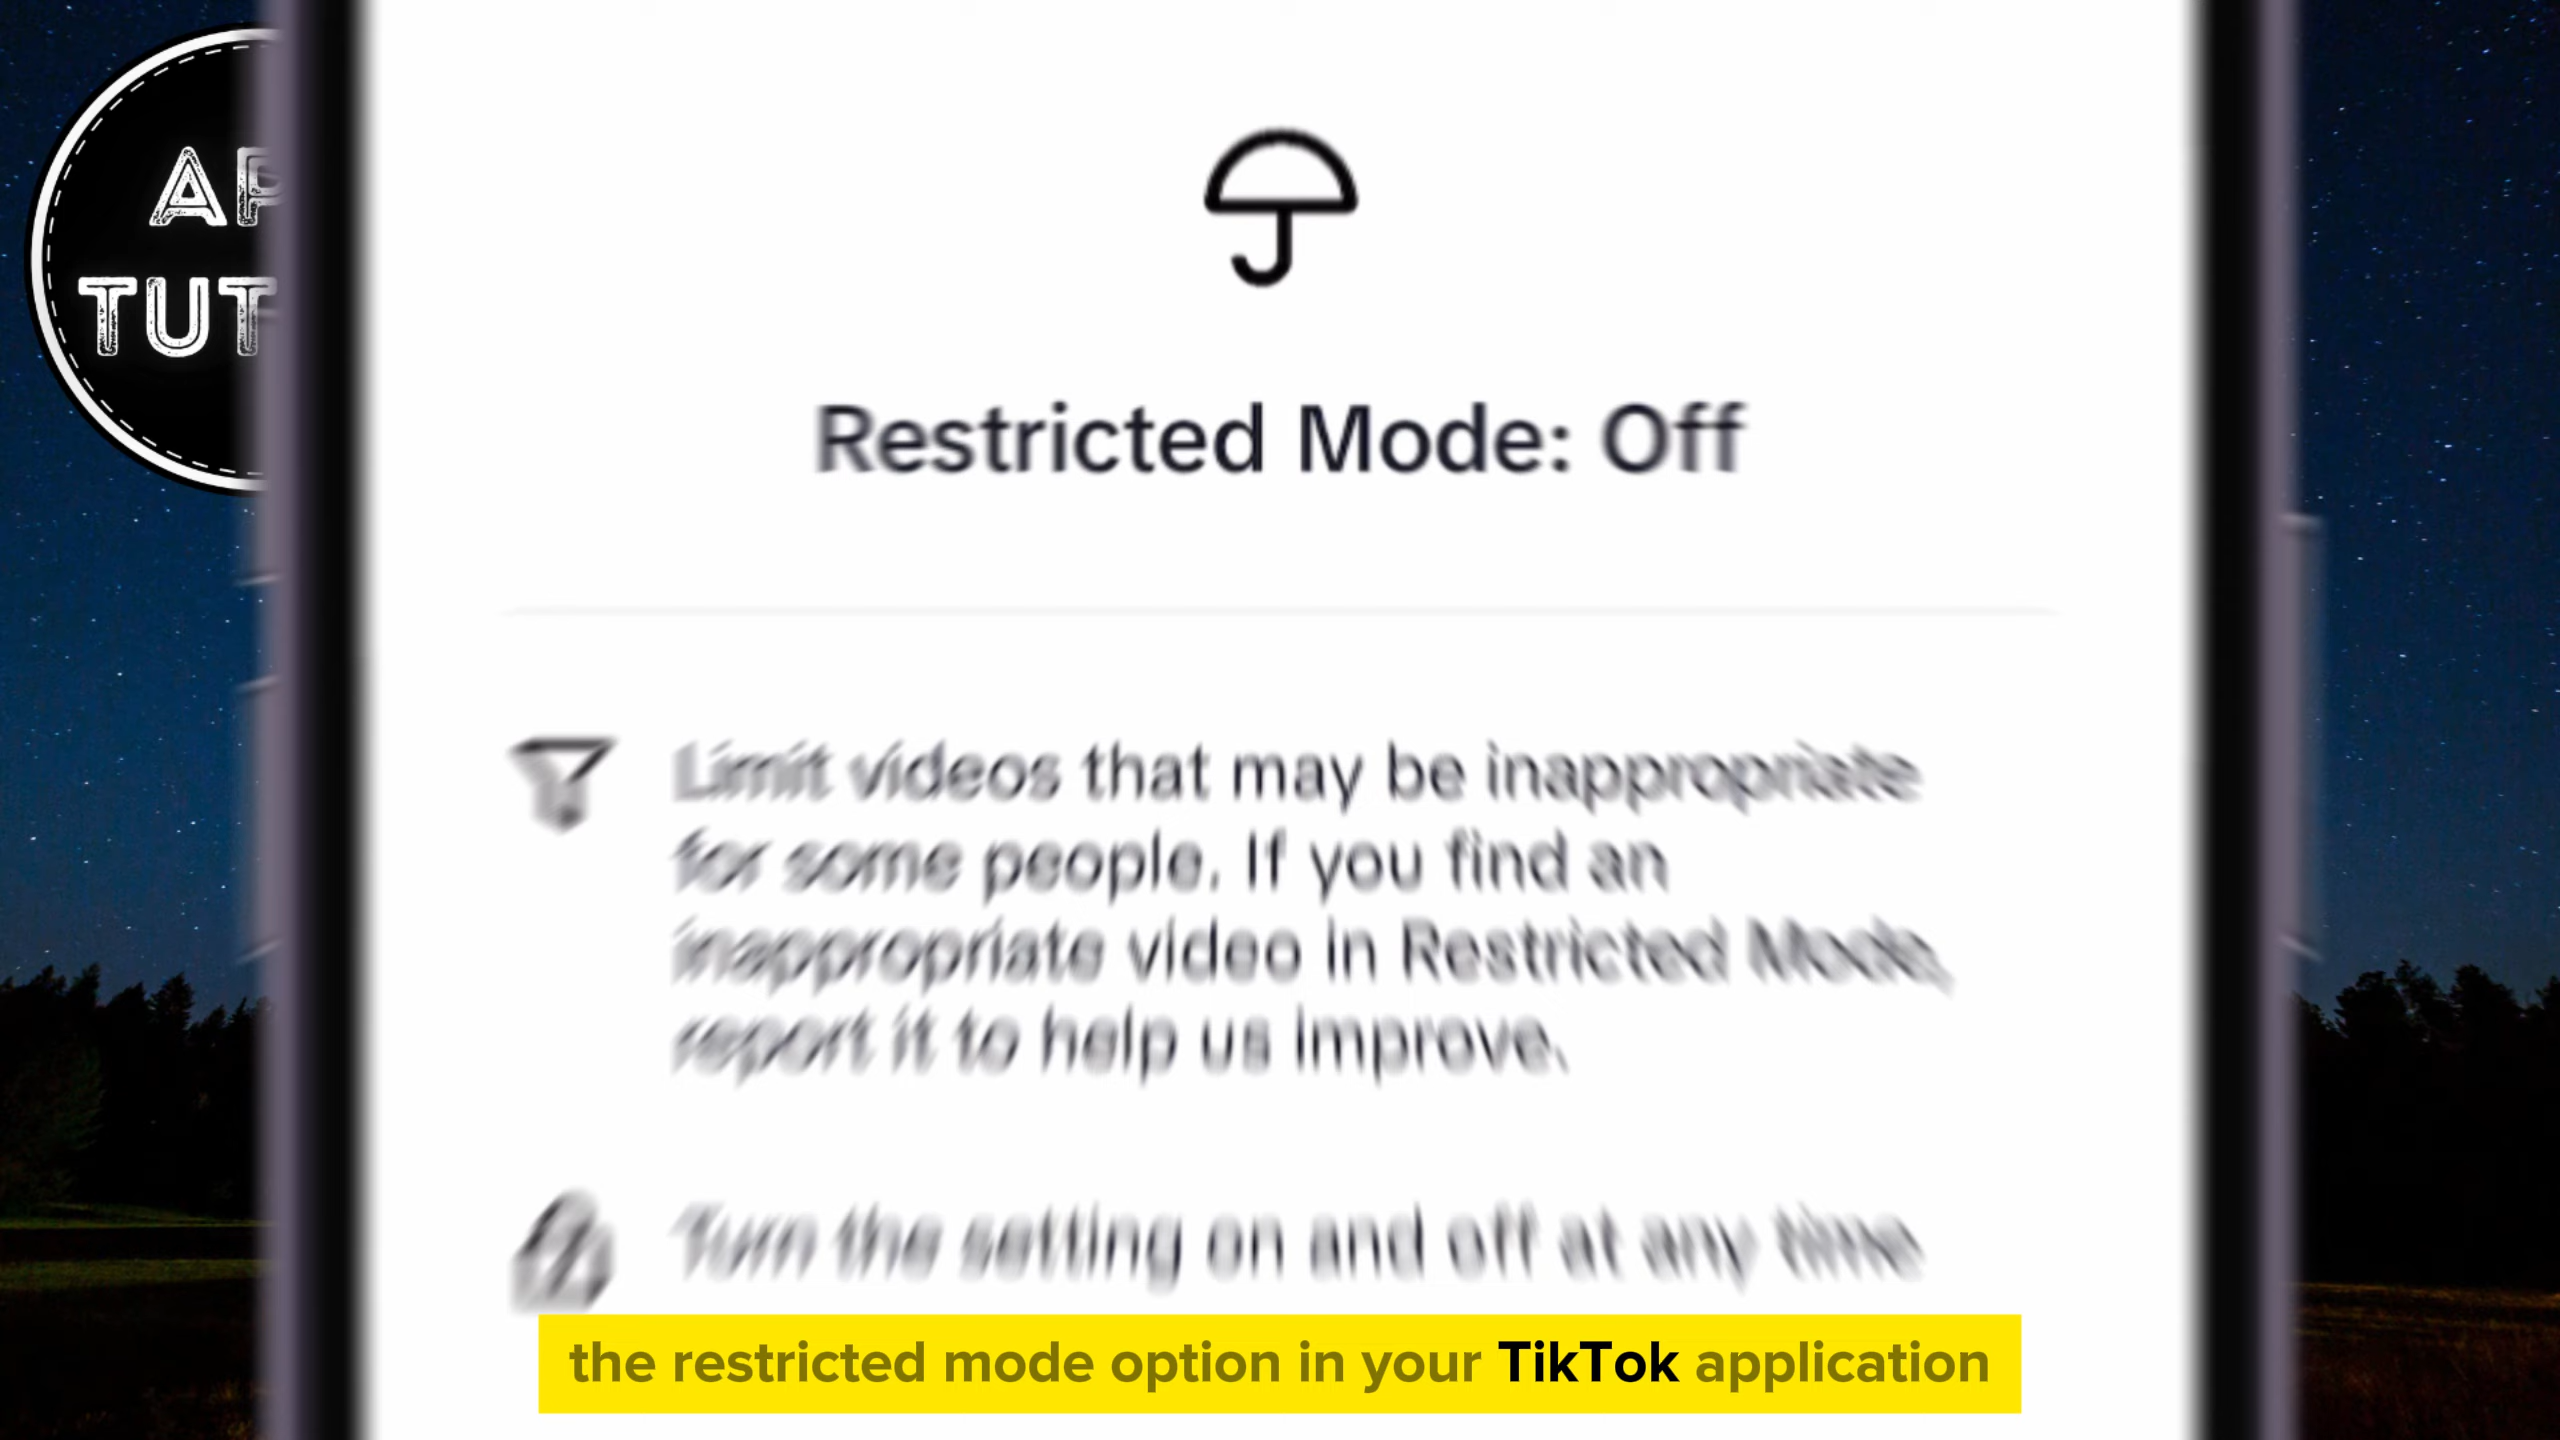 AP
TUT
Restricted Mode: Off
Limit videos that may be inappropriate
for some people. If you find an
inappropriate video in Restricted Mode,
report it to help us improve.
Turn the setting on and off at any time
the restricted mode option in your TikTok application